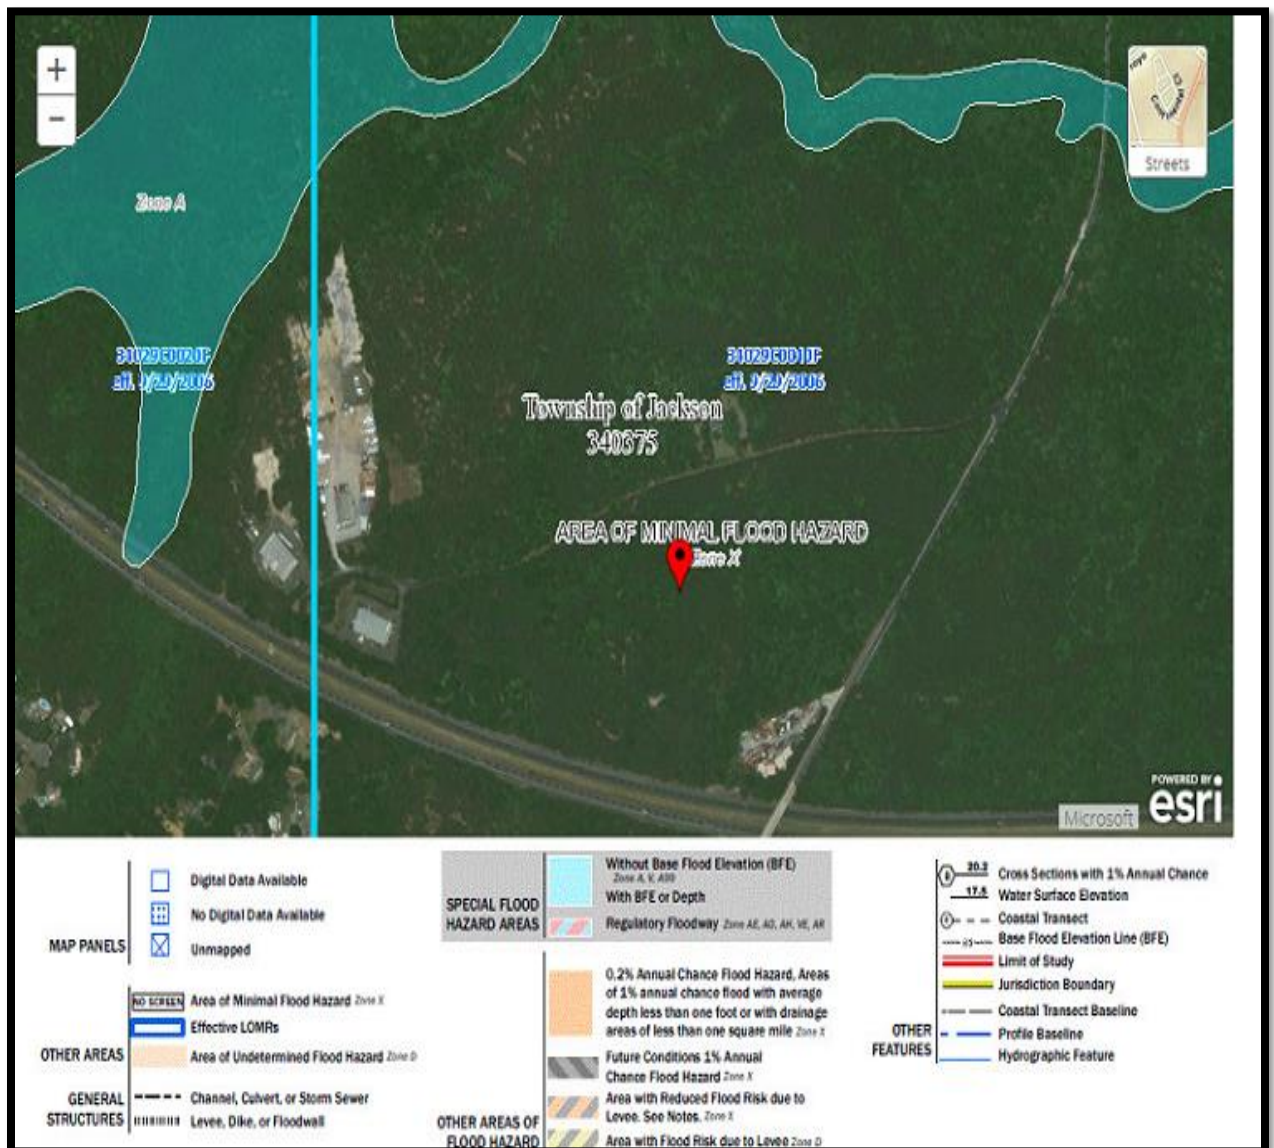 +
−
Streets
Zone A
34029C0020F
eff. 9/29/2006
34029C0010F
eff. 9/29/2006
Township of Jackson
340375
AREA OF MINIMAL FLOOD HAZARD
Zone X
POWERED BY
esri
Microsoft
MAP PANELS
Digital Data Available
No Digital Data Available
Unmapped
OTHER AREAS
NO SCREEN Area of Minimal Flood Hazard Zone X
Effective LOMRs
Area of Undetermined Flood Hazard Zone D
GENERAL
STRUCTURES
Channel, Culvert, or Storm Sewer
Levee, Dike, or Floodwall
SPECIAL FLOOD
HAZARD AREAS
Without Base Flood Elevation (BFE)
Zone A, V, A99
With BFE or Depth
Regulatory Floodway Zone AE, AO, AH, VE, AR
OTHER AREAS OF
FLOOD HAZARD
0.2% Annual Chance Flood Hazard, Areas
of 1% annual chance flood with average
depth less than one foot or with drainage
areas of less than one square mile Zone X
Future Conditions 1% Annual
Chance Flood Hazard Zone X
Area with Reduced Flood Risk due to
Levee. See Notes. Zone X
Area with Flood Risk due to Levee Zone D
OTHER
FEATURES
B 20.2 Cross Sections with 1% Annual Chance
17.5 Water Surface Elevation
Coastal Transect
Base Flood Elevation Line (BFE)
Limit of Study
Jurisdiction Boundary
Coastal Transect Baseline
Profile Baseline
Hydrographic Feature